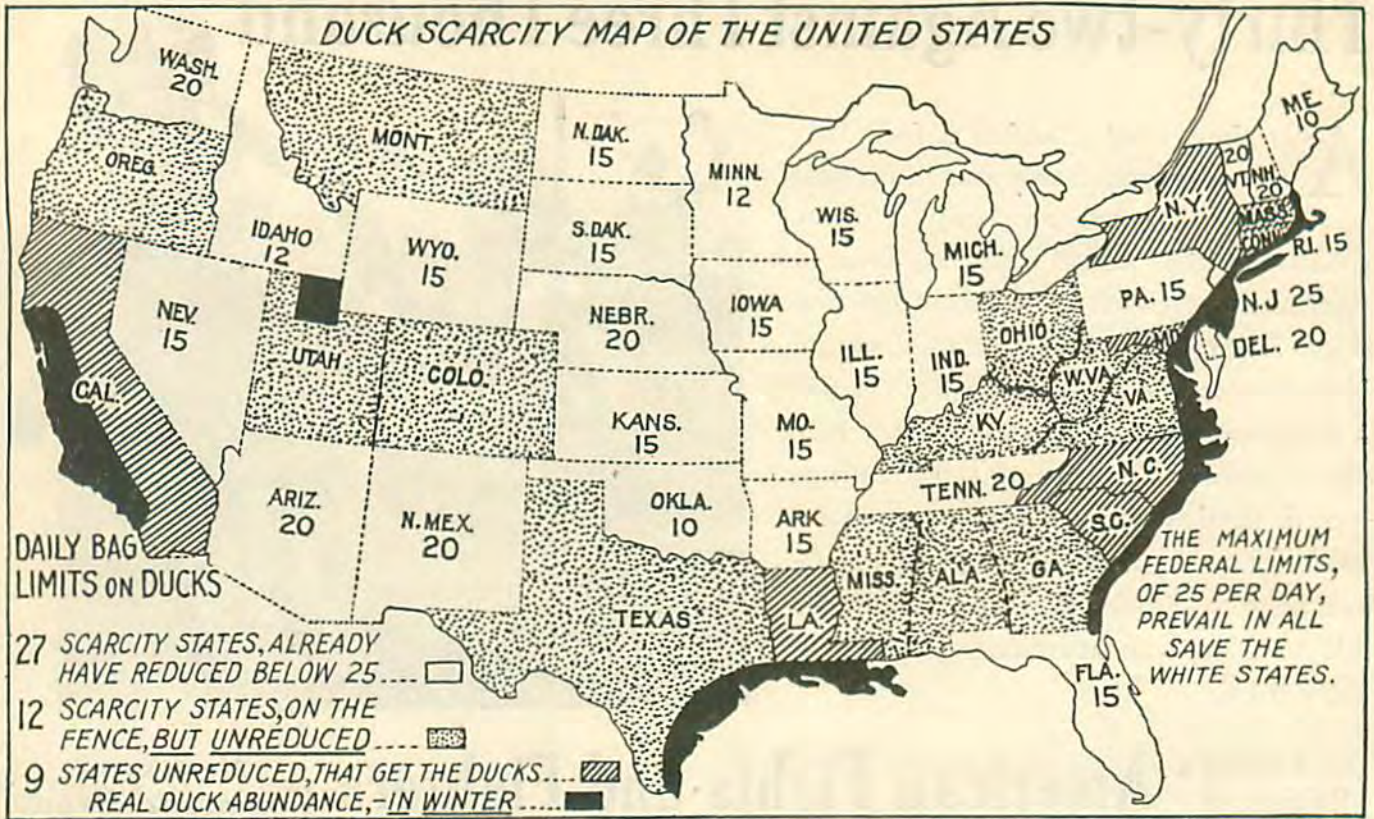 DUCK SCARCITY MAP OF THE UNITED STATES
WASH.
20
OREG.
MONT.
IDAHO
12
WYO.
15
N.DAK.
15
S.DAK.
15
NEBR.
20
KANS.
15
OKLA.
10
TEXAS
NEV.
15
UTAH
COLO.
CAL.
ARIZ.
20
N.MEX.
20
MINN.
12
WIS.
15
MICH.
15
IOWA
15
ILL.
15
IND.
15
OHIO
MO.
15
ARK.
15
LA.
KY.
TENN. 20
MISS.
ALA.
GA.
FLA.
15
S.C.
N.C.
VA.
W.VA.
MD.
PA. 15
N.Y.
20
VT.
N.H.
20
ME.
10
MASS.
CONN.
R.I. 15
N.J 25
DEL. 20
DAILY BAG
LIMITS ON DUCKS
27 SCARCITY STATES, ALREADY
HAVE REDUCED BELOW 25....
12 SCARCITY STATES, ON THE
FENCE, BUT UNREDUCED....
9 STATES UNREDUCED, THAT GET THE DUCKS....
REAL DUCK ABUNDANCE,-IN WINTER.....
THE MAXIMUM
FEDERAL LIMITS,
OF 25 PER DAY,
PREVAIL IN ALL
SAVE THE
WHITE STATES.